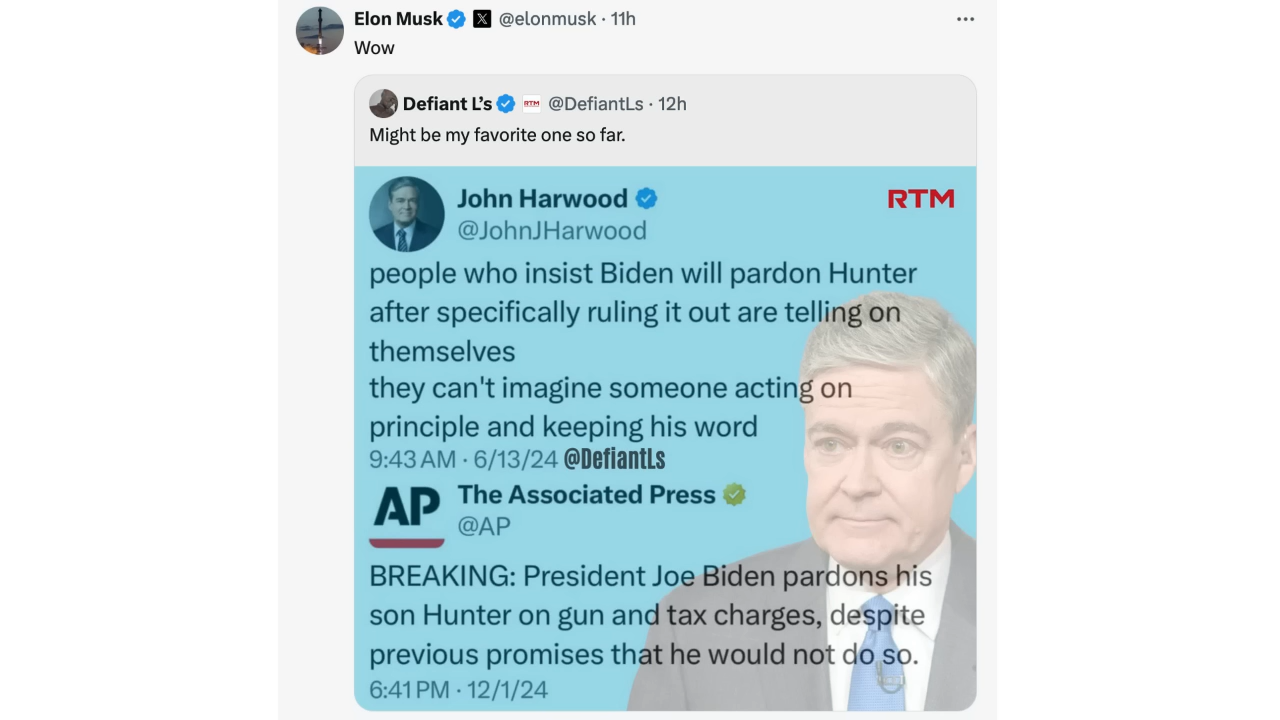 Elon Musk @elonmusk · 11h
Wow
Defiant L's RTM @DefiantLs · 12h
Might be my favorite one so far.
John Harwood
RTM
@JohnJHarwood
people who insist Biden will pardon Hunter
after specifically ruling it out are telling on
themselves
they can't imagine someone acting on
principle and keeping his word
9:43 AM · 6/13/24 @DefiantLs
AP The Associated Press
@AP
BREAKING: President Joe Biden pardons his
son Hunter on gun and tax charges, despite
previous promises that he would not do so.
6:41 PM · 12/1/24